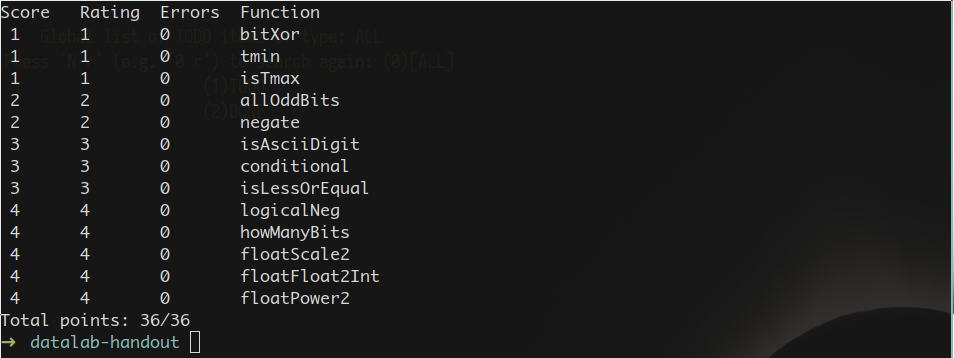 Score Rating Errors Function
1 1 0 bitXor
1 1 0 tmin
1 1 0 isTmax
2 2 0 allOddBits
2 2 0 negate
3 3 0 isAsciiDigit
3 3 0 conditional
3 3 0 isLessOrEqual
4 4 0 logicalNeg
4 4 0 howManyBits
4 4 0 floatScale2
4 4 0 floatFloat2Int
4 4 0 floatPower2
Total points: 36/36
➜ datalab-handout